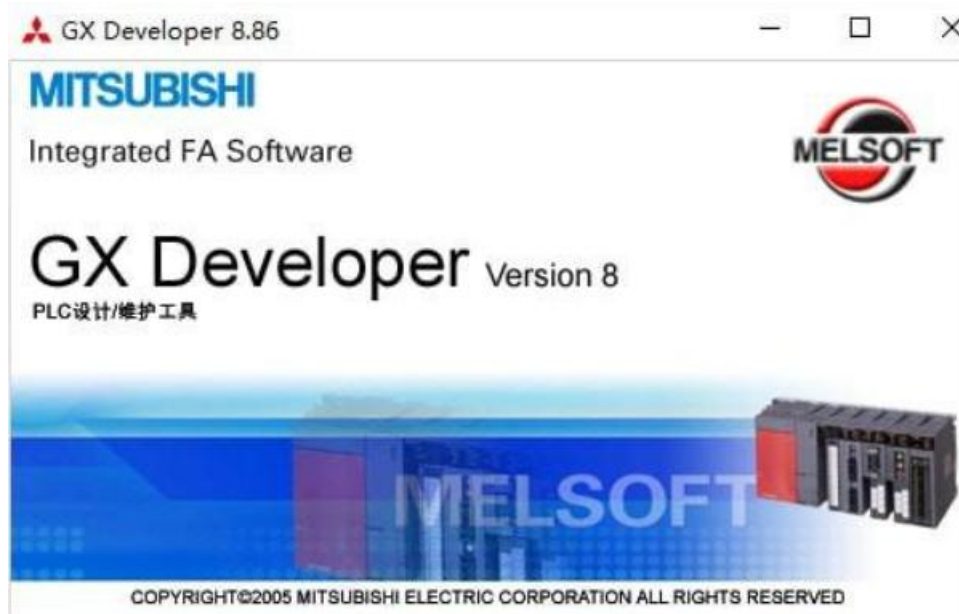 GX Developer 8.86
MITSUBISHI
Integrated FA Software
MELSOFT
GX Developer Version 8
PLC设计/维护工具
MELSOFT
COPYRIGHT©2005 MITSUBISHI ELECTRIC CORPORATION ALL RIGHTS RESERVED